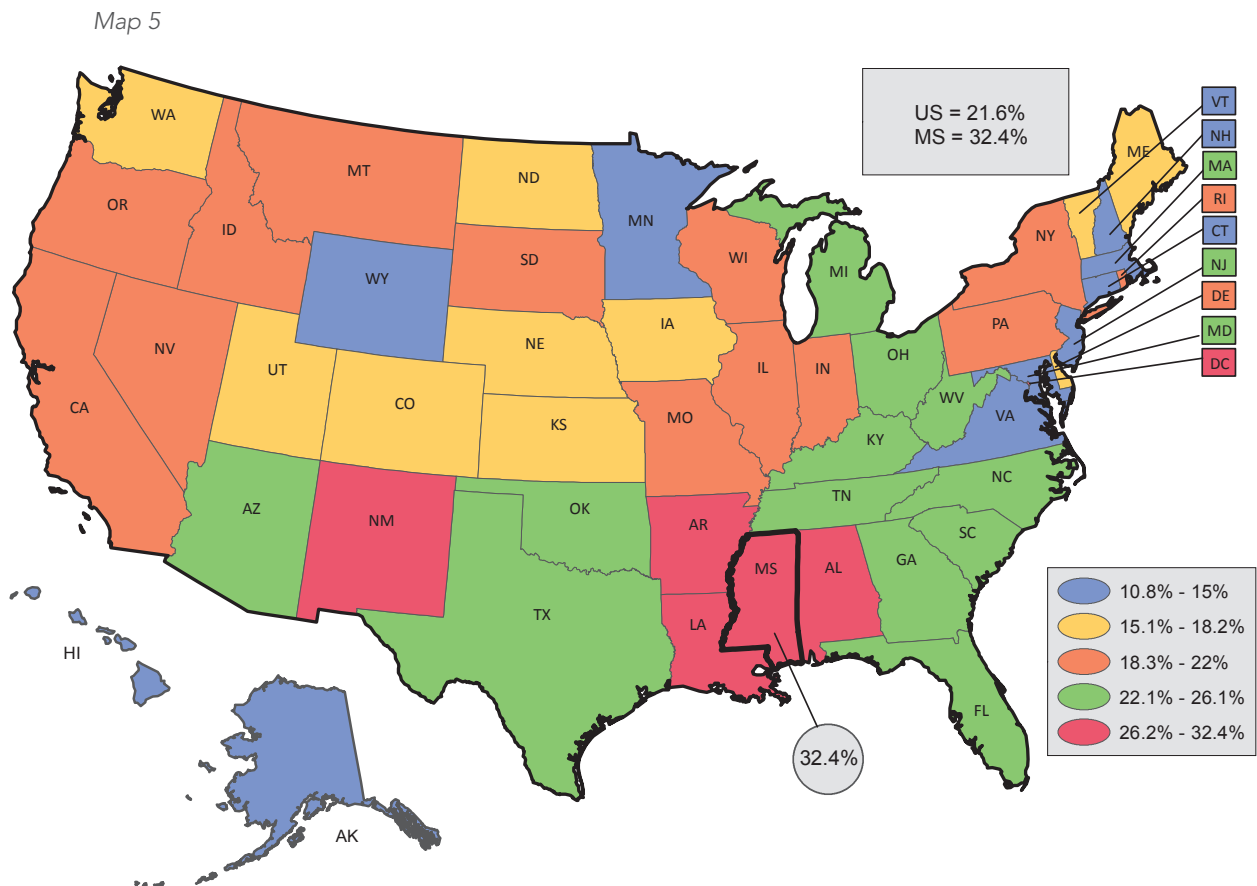 Map 5
US = 21.6%
MS = 32.4%
VT
NH
MA
RI
CT
NJ
DE
MD
DC
WA
MT
ND
MN
ME
OR
ID
SD
WI
MI
NY
WY
NE
IA
PA
NV
UT
CO
KS
IL
IN
OH
WV
VA
CA
MO
KY
AZ
NM
OK
AR
TN
NC
SC
GA
MS
AL
TX
LA
FL
HI
AK
32.4%
10.8% - 15%
15.1% - 18.2%
18.3% - 22%
22.1% - 26.1%
26.2% - 32.4%